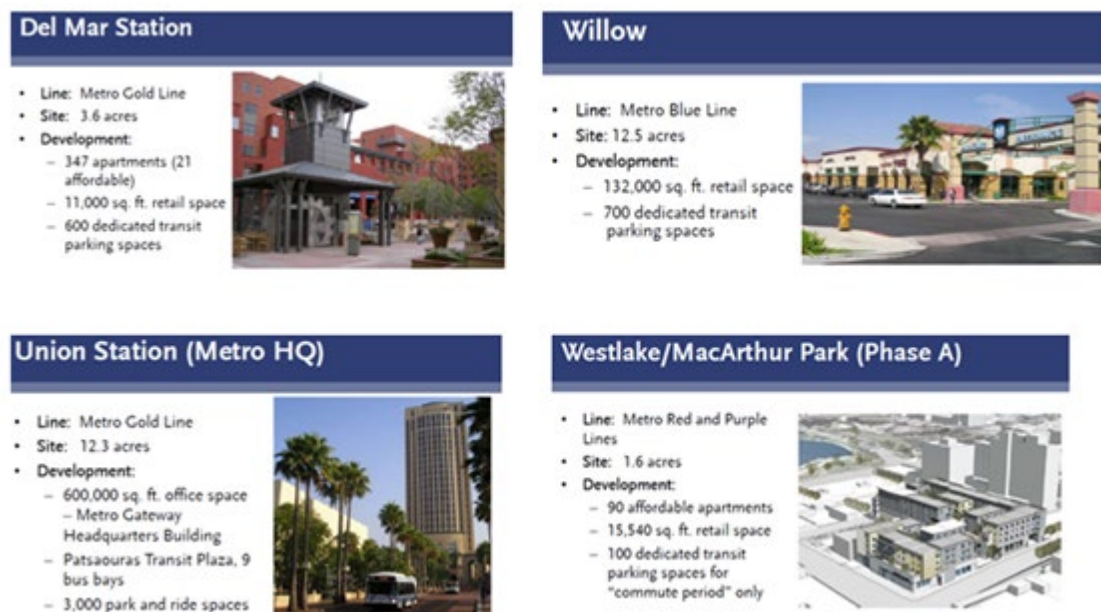 Del Mar Station
• Line: Metro Gold Line
• Site: 3.6 acres
• Development:
– 347 apartments (21
affordable)
– 11,000 sq. ft. retail space
– 600 dedicated transit
parking spaces
Willow
• Line: Metro Blue Line
• Site: 12.5 acres
• Development:
– 132,000 sq. ft. retail space
– 700 dedicated transit
parking spaces
Union Station (Metro HQ)
• Line: Metro Gold Line
• Site: 12.3 acres
• Development:
– 600,000 sq. ft. office space
– Metro Gateway
Headquarters Building
– Patsaouras Transit Plaza, 9
bus bays
– 3,000 park and ride spaces
Westlake/MacArthur Park (Phase A)
• Line: Metro Red and Purple
Lines
• Site: 1.6 acres
• Development:
– 90 affordable apartments
– 15,540 sq. ft. retail space
– 100 dedicated transit
parking spaces for
“commute period” only